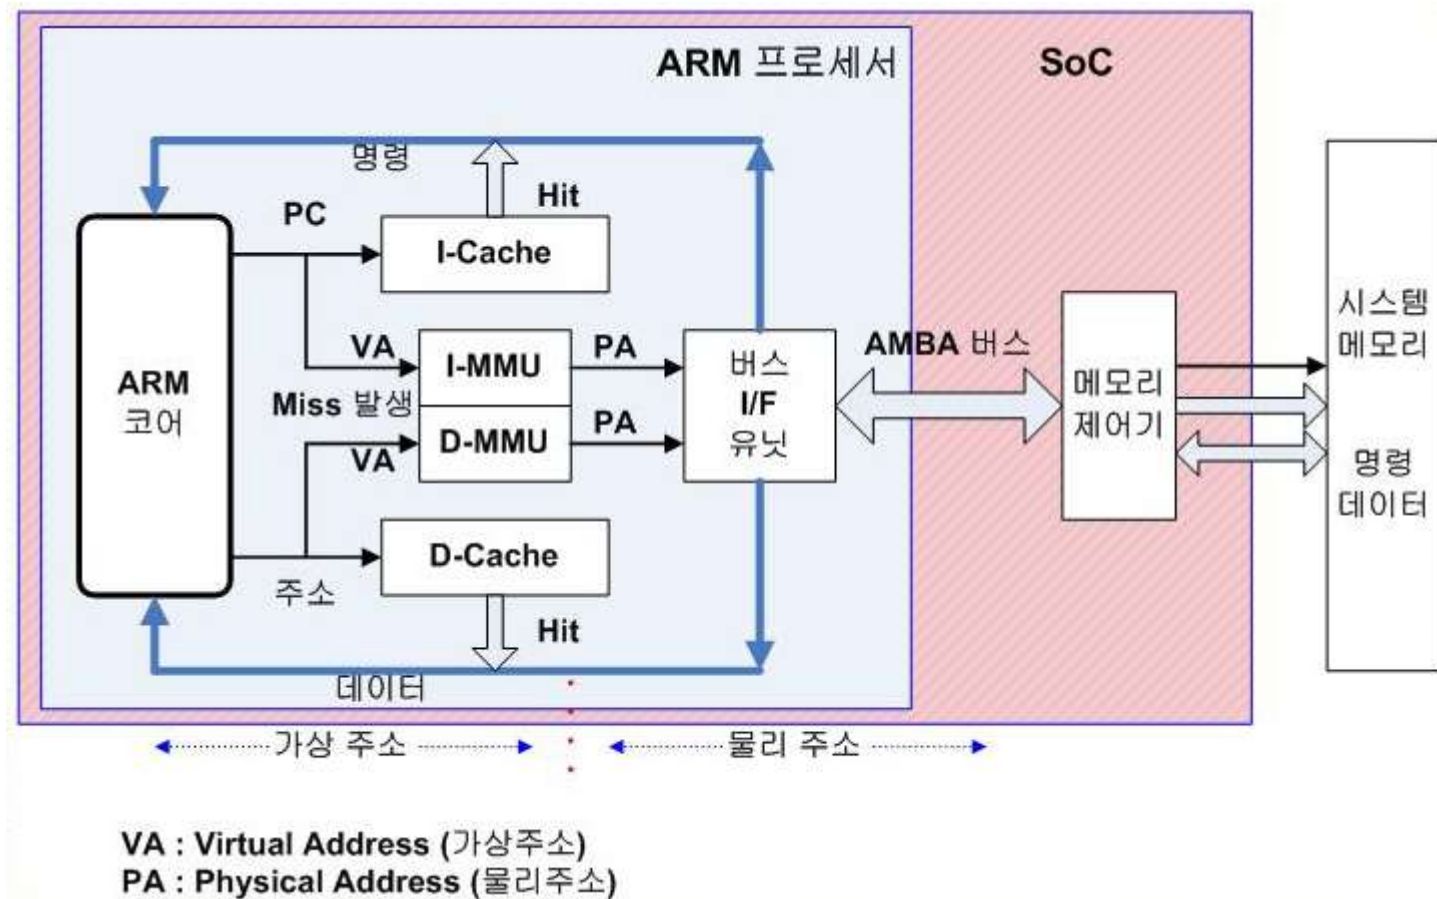 ARM 프로세서
SoC
명령
Hit
PC
I-Cache
VA
I-MMU
PA
AMBA 버스
버스
I/F
유닛
ARM
코어
Miss 발생
VA
D-MMU
PA
메모리
제어기
시스템
메모리
명령
데이터
D-Cache
주소
Hit
데이터
가상 주소
물리 주소
VA : Virtual Address (가상주소)
PA : Physical Address (물리주소)